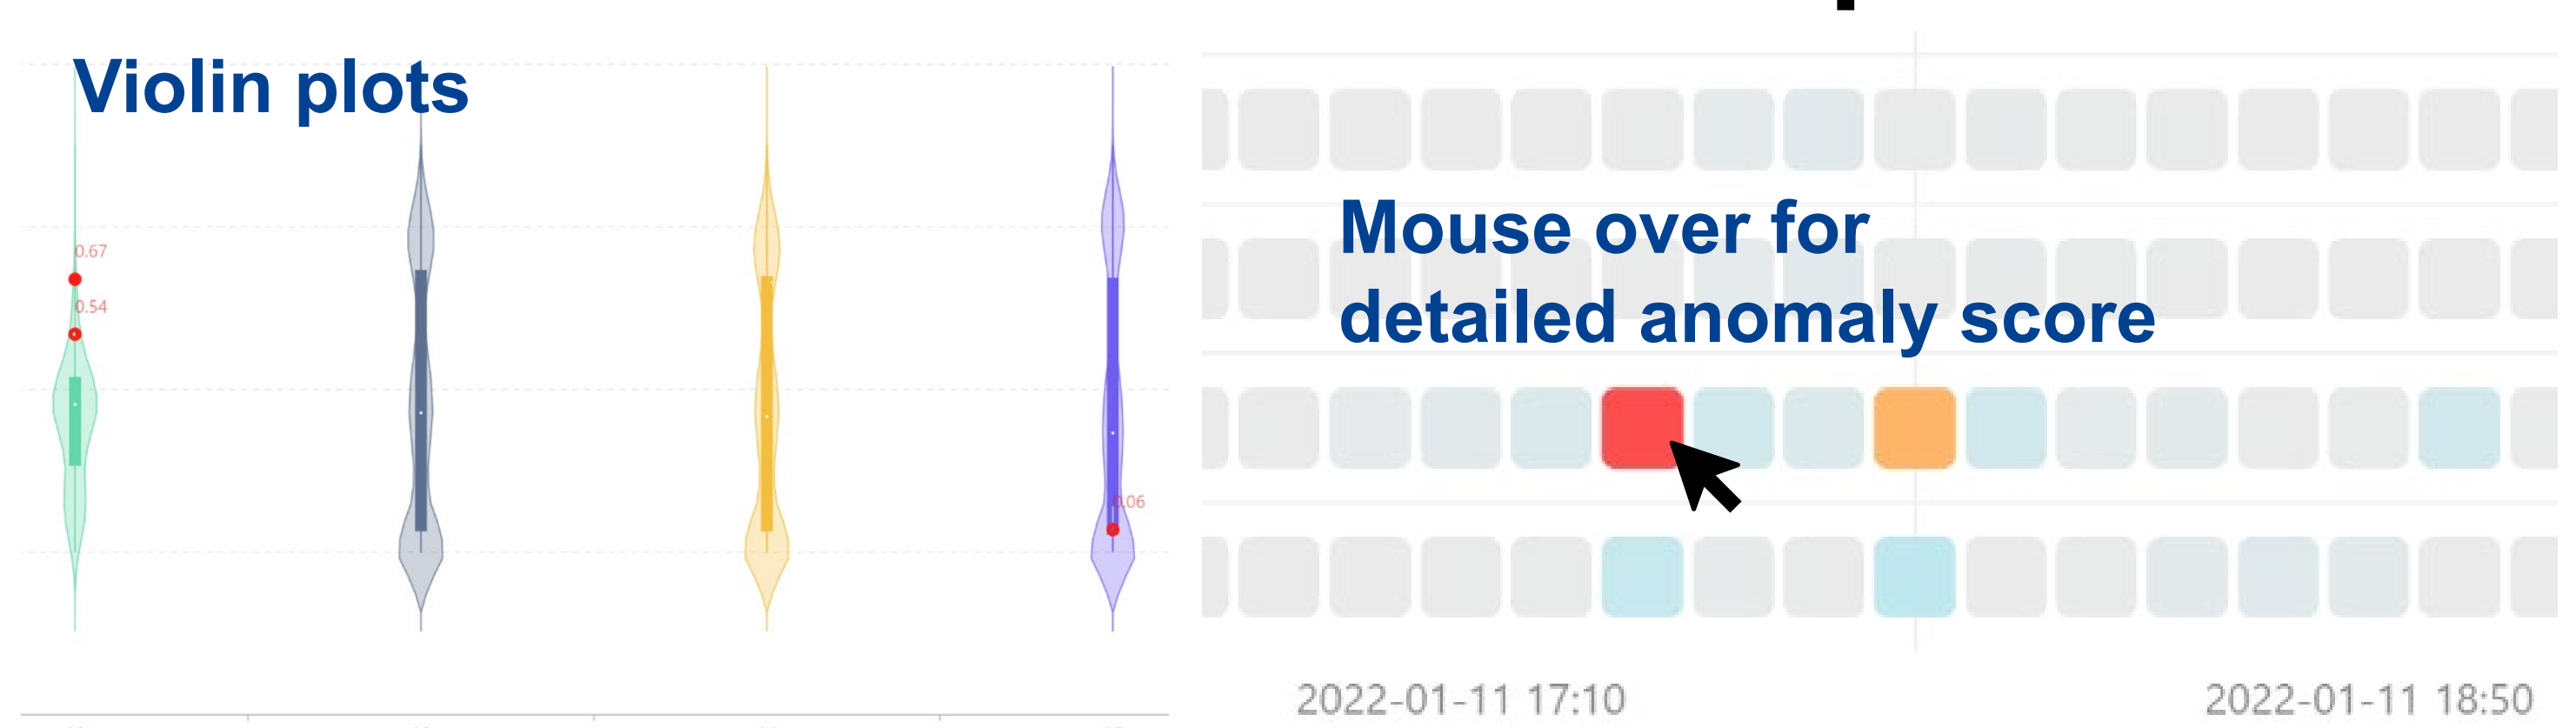 Violin plots
0.67
0.54
0.06
Mouse over for
detailed anomaly score
2022-01-11 17:10
2022-01-11 18:50